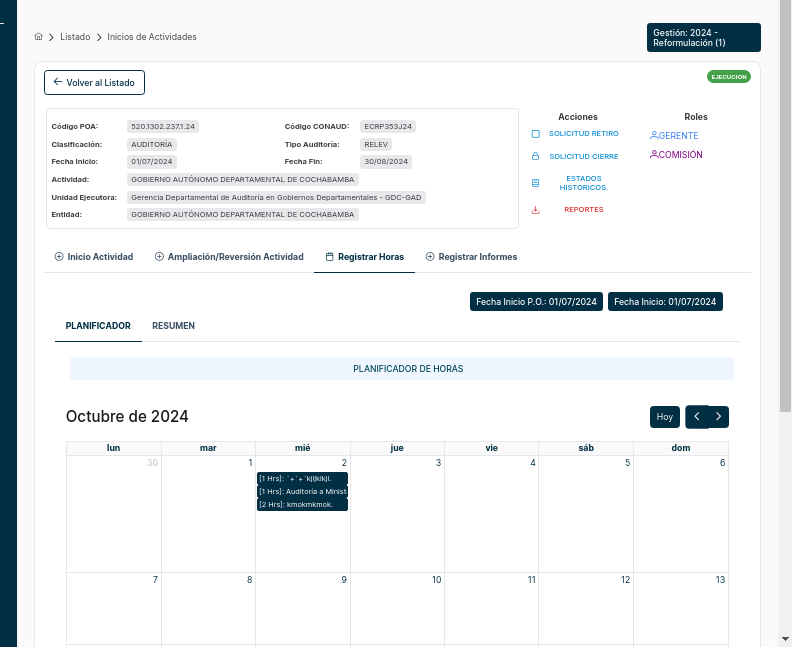 Listado
Inicios de Actividades
Gestión: 2024 -
Reformulación (1)
Volver al Listado
EJECUCION
Código POA:
520.1302.237.1.24
Código CONAUD:
ECRP353J24
Clasificación:
AUDITORÍA
Tipo Auditoría:
RELEV
Fecha Inicio:
01/07/2024
Fecha Fin:
30/08/2024
Actividad:
GOBIERNO AUTÓNOMO DEPARTAMENTAL DE COCHABAMBA
Unidad Ejecutora:
Gerencia Departamental de Auditoría en Gobiernos Departamentales - GDC-GAD
Entidad:
GOBIERNO AUTÓNOMO DEPARTAMENTAL DE COCHABAMBA
Acciones
SOLICITUD RETIRO
SOLICITUD CIERRE
ESTADOS
HISTORICOS.
REPORTES
Roles
GERENTE
COMISIÓN
Inicio Actividad
Ampliación/Reversión Actividad
Registrar Horas
Registrar Informes
Fecha Inicio P.O.: 01/07/2024
Fecha Inicio: 01/07/2024
PLANIFICADOR
RESUMEN
PLANIFICADOR DE HORAS
Octubre de 2024
Hoy
lun
mar
mié
jue
vie
sáb
dom
30
1
2
3
4
5
6
[1 Hrs]:
[1 Hrs]: Auditoría a Minist
[2 Hrs]: kmokmkmok.
7
8
9
10
11
12
13